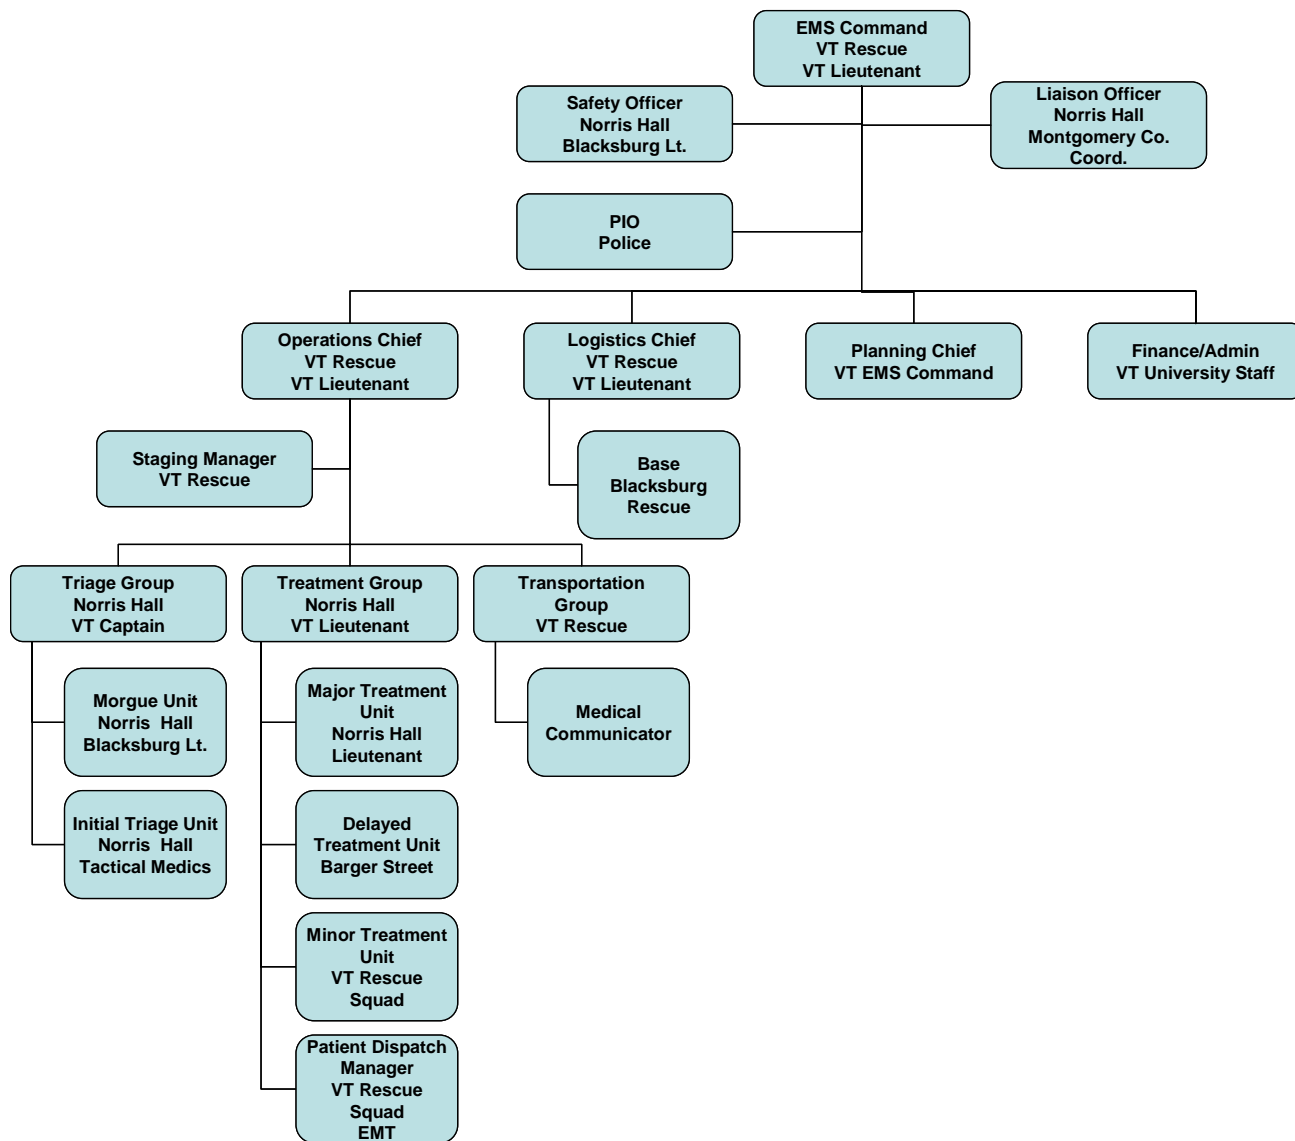 EMS Command
VT Rescue
VT Lieutenant
Safety Officer
Norris Hall
Blacksburg Lt.
Liaison Officer
Norris Hall
Montgomery Co.
Coord.
PIO
Police
Operations Chief
VT Rescue
VT Lieutenant
Logistics Chief
VT Rescue
VT Lieutenant
Planning Chief
VT EMS Command
Finance/Admin
VT University Staff
Staging Manager
VT Rescue
Base
Blacksburg
Rescue
Triage Group
Norris Hall
VT Captain
Treatment Group
Norris Hall
VT Lieutenant
Transportation
Group
VT Rescue
Morgue Unit
Norris Hall
Blacksburg Lt.
Major Treatment
Unit
Norris Hall
Lieutenant
Medical
Communicator
Initial Triage Unit
Norris Hall
Tactical Medics
Delayed
Treatment Unit
Barger Street
Minor Treatment
Unit
VT Rescue
Squad
Patient Dispatch
Manager
VT Rescue
Squad
EMT